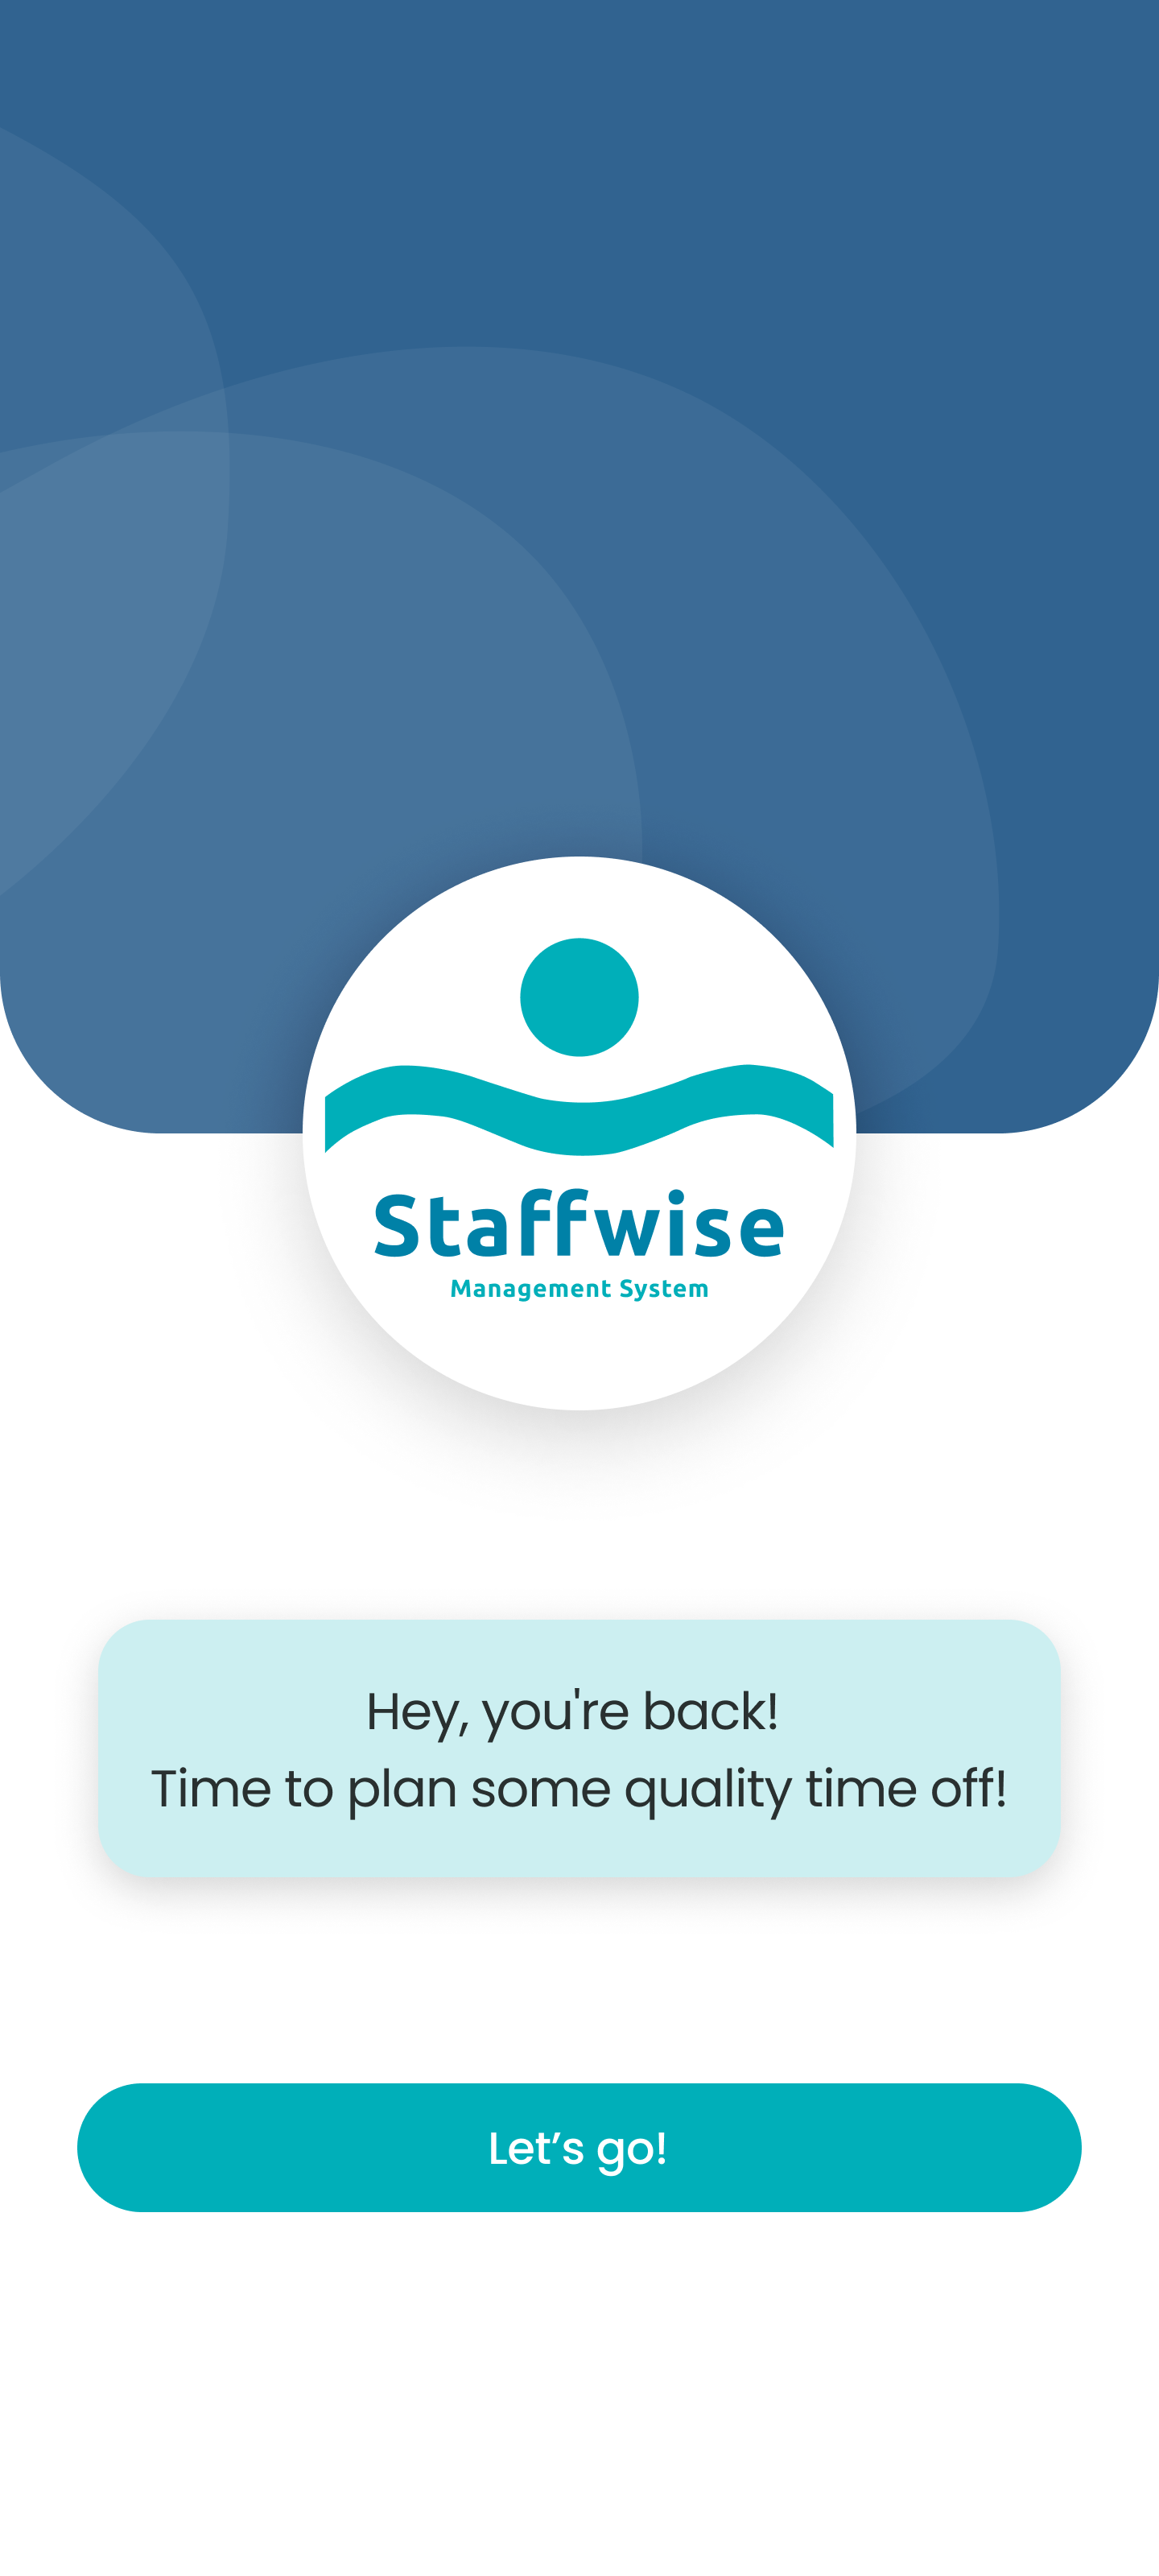 Staffwise
Management System
Hey, you're back!
Time to plan some quality time off!
Let’s go!